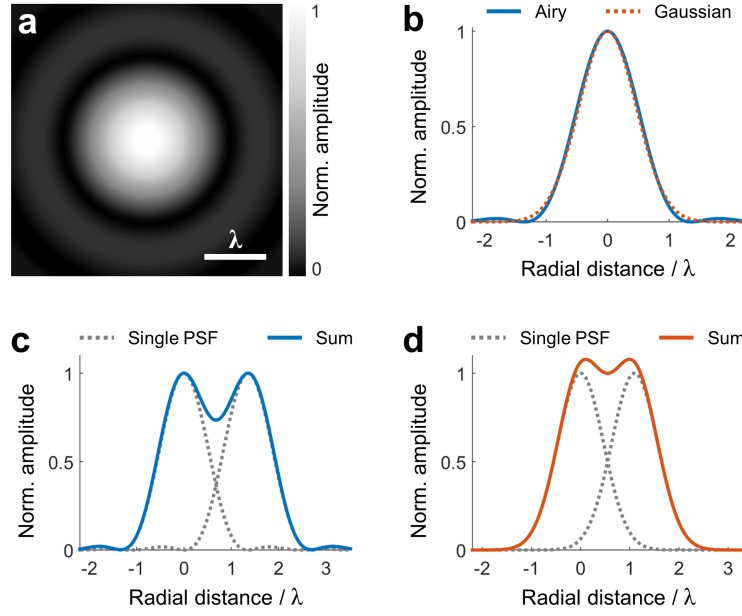 a
1
Norm. amplitude
0
λ
b
Airy
Gaussian
Norm. amplitude
1
0.5
0
-2
-1
0
1
2
Radial distance / λ
c
Single PSF
Sum
Norm. amplitude
1
0.5
0
-2
-1
0
1
2
3
Radial distance / λ
d
Single PSF
Sum
Norm. amplitude
1
0.5
0
-2
-1
0
1
2
3
Radial distance / λ